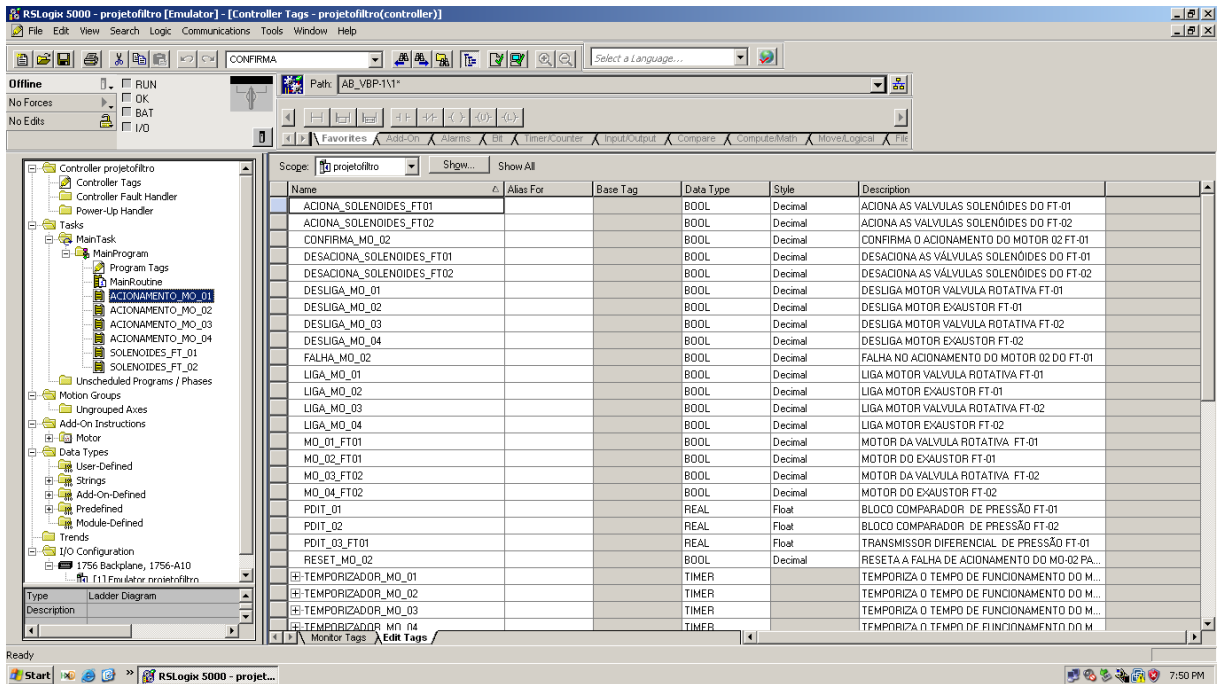 RSLogix 5000 - projetofiltro [Emulator] - [Controller Tags - projetofiltro(controller)]
File Edit View Search Logic Communications Tools Window Help
CONFIRMA
Select a Language...
Offline RUN
No Forces OK
No Edits BAT
I/O
Path: AB_VBP-1\1*
Favorites Add-On Alarms Bit Timer/Counter Input/Output Compare Compute/Math Move/Logical File
Controller projetofiltro
Controller Tags
Controller Fault Handler
Power-Up Handler
Tasks
MainTask
MainProgram
Program Tags
MainRoutine
ACIONAMENTO_MO_01
ACIONAMENTO_MO_02
ACIONAMENTO_MO_03
ACIONAMENTO_MO_04
SOLENOIDES_FT_01
SOLENOIDES_FT_02
Unscheduled Programs / Phases
Motion Groups
Ungrouped Axes
Add-On Instructions
Motor
Data Types
User-Defined
Strings
Add-On-Defined
Predefined
Module-Defined
Trends
I/O Configuration
1756 Backplane, 1756-A10
[1] Emulator projetofiltro
Type Ladder Diagram
Description
Scope: projetofiltro Show... Show All
Name Alias For Base Tag Data Type Style Description
ACIONA_SOLENOIDES_FT01 BOOL Decimal ACIONA AS VALVULAS SOLENÓIDES DO FT-01
ACIONA_SOLENOIDES_FT02 BOOL Decimal ACIONA AS VALVULAS SOLENÓIDES DO FT-02
CONFIRMA_MO_02 BOOL Decimal CONFIRMA O ACIONAMENTO DO MOTOR 02 FT-01
DESACIONA_SOLENOIDES_FT01 BOOL Decimal DESACIONA AS VÁLVULAS SOLENÓIDES DO FT-01
DESACIONA_SOLENOIDES_FT02 BOOL Decimal DESACIONA AS VÁLVULAS SOLENÓIDES DO FT-02
DESLIGA_MO_01 BOOL Decimal DESLIGA MOTOR VALVULA ROTATIVA FT-01
DESLIGA_MO_02 BOOL Decimal DESLIGA MOTOR EXAUSTOR FT-01
DESLIGA_MO_03 BOOL Decimal DESLIGA MOTOR VALVULA ROTATIVA FT-02
DESLIGA_MO_04 BOOL Decimal DESLIGA MOTOR EXAUSTOR FT-02
FALHA_MO_02 BOOL Decimal FALHA NO ACIONAMENTO DO MOTOR 02 DO FT-01
LIGA_MO_01 BOOL Decimal LIGA MOTOR VALVULA ROTATIVA FT-01
LIGA_MO_02 BOOL Decimal LIGA MOTOR EXAUSTOR FT-01
LIGA_MO_03 BOOL Decimal LIGA MOTOR VALVULA ROTATIVA FT-02
LIGA_MO_04 BOOL Decimal LIGA MOTOR EXAUSTOR FT-02
MO_01_FT01 BOOL Decimal MOTOR DA VALVULA ROTATIVA FT-01
MO_02_FT01 BOOL Decimal MOTOR DO EXAUSTOR FT-01
MO_03_FT02 BOOL Decimal MOTOR DA VALVULA ROTATIVA FT-02
MO_04_FT02 BOOL Decimal MOTOR DO EXAUSTOR FT-02
PDIT_01 REAL Float BLOCO COMPARADOR DE PRESSÃO FT-01
PDIT_02 REAL Float BLOCO COMPARADOR DE PRESSÃO FT-02
PDIT_03_FT01 REAL Float TRANSMISSOR DIFERENCIAL DE PRESSÃO FT-01
RESET_MO_02 BOOL Decimal RESETA A FALHA DE ACIONAMENTO DO MO-02 PA...
TEMPORIZADOR_MO_01 TIMER TEMPORIZA O TEMPO DE FUNCIONAMENTO DO M...
TEMPORIZADOR_MO_02 TIMER TEMPORIZA O TEMPO DE FUNCIONAMENTO DO M...
TEMPORIZADOR_MO_03 TIMER TEMPORIZA O TEMPO DE FUNCIONAMENTO DO M...
TEMPORIZADOR_MO_04 TIMER TEMPORIZA O TEMPO DE FUNCIONAMENTO DO M...
Monitor Tags Edit Tags
Ready
Start RSLogix 5000 - projet... 7:50 PM